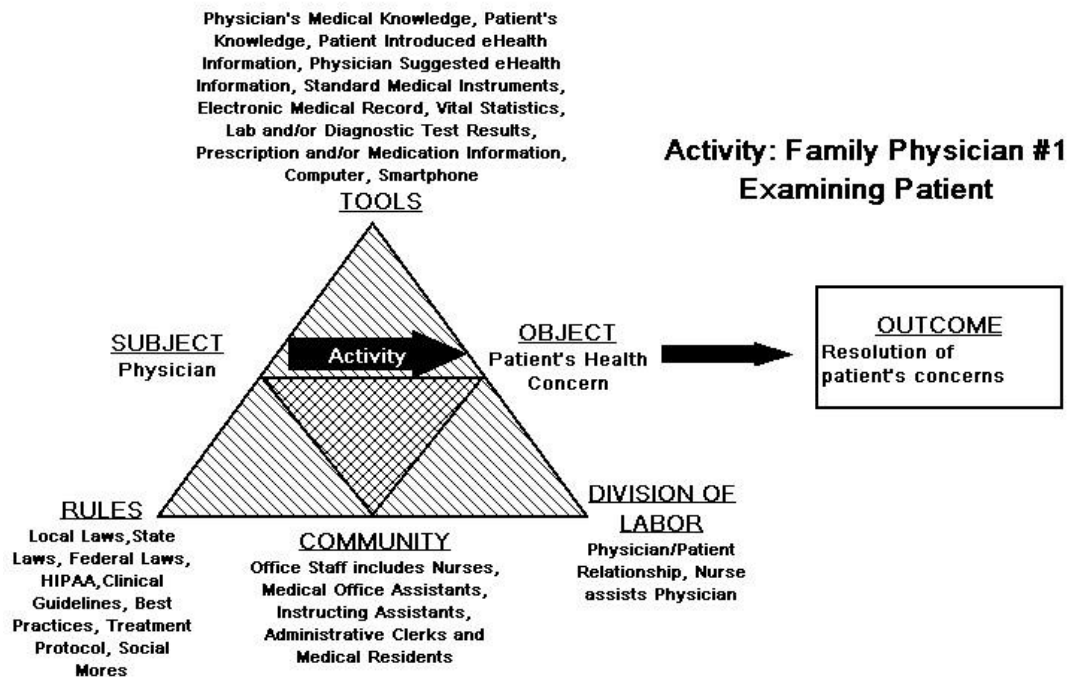 Physician's Medical Knowledge, Patient's
Knowledge, Patient Introduced eHealth
Information, Physician Suggested eHealth
Information, Standard Medical Instruments,
Electronic Medical Record, Vital Statistics,
Lab and/or Diagnostic Test Results,
Prescription and/or Medication Information,
Computer, Smartphone
TOOLS
Activity: Family Physician #1
Examining Patient
SUBJECT
Physician
Activity
OBJECT
Patient's Health
Concern
OUTCOME
Resolution of
patient's concerns
RULES
Local Laws,State
Laws, Federal Laws,
HIPAA,Clinical
Guidelines, Best
Practices, Treatment
Protocol, Social
Mores
COMMUNITY
Office Staff includes Nurses,
Medical Office Assistants,
Instructing Assistants,
Administrative Clerks and
Medical Residents
DIVISION OF
LABOR
Physician/Patient
Relationship, Nurse
assists Physician